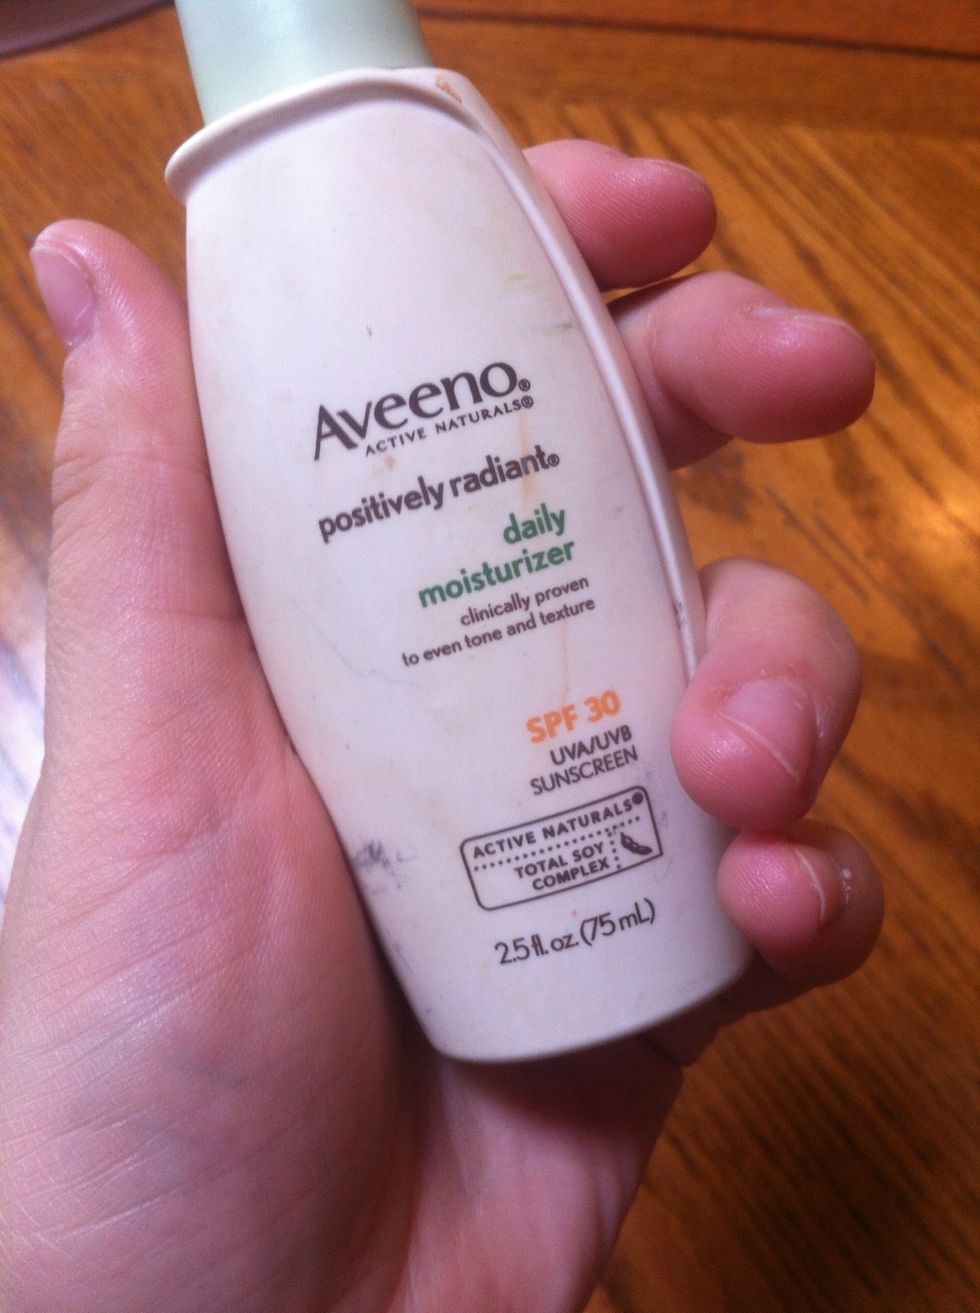 Aveeno®
ACTIVE NATURALS®
positively radiant®
daily
moisturizer
clinically proven
to even tone and texture
SPF 30
UVA/UVB
SUNSCREEN
ACTIVE NATURALS®
TOTAL SOY
COMPLEX
2.5 fl. oz. (75 mL)